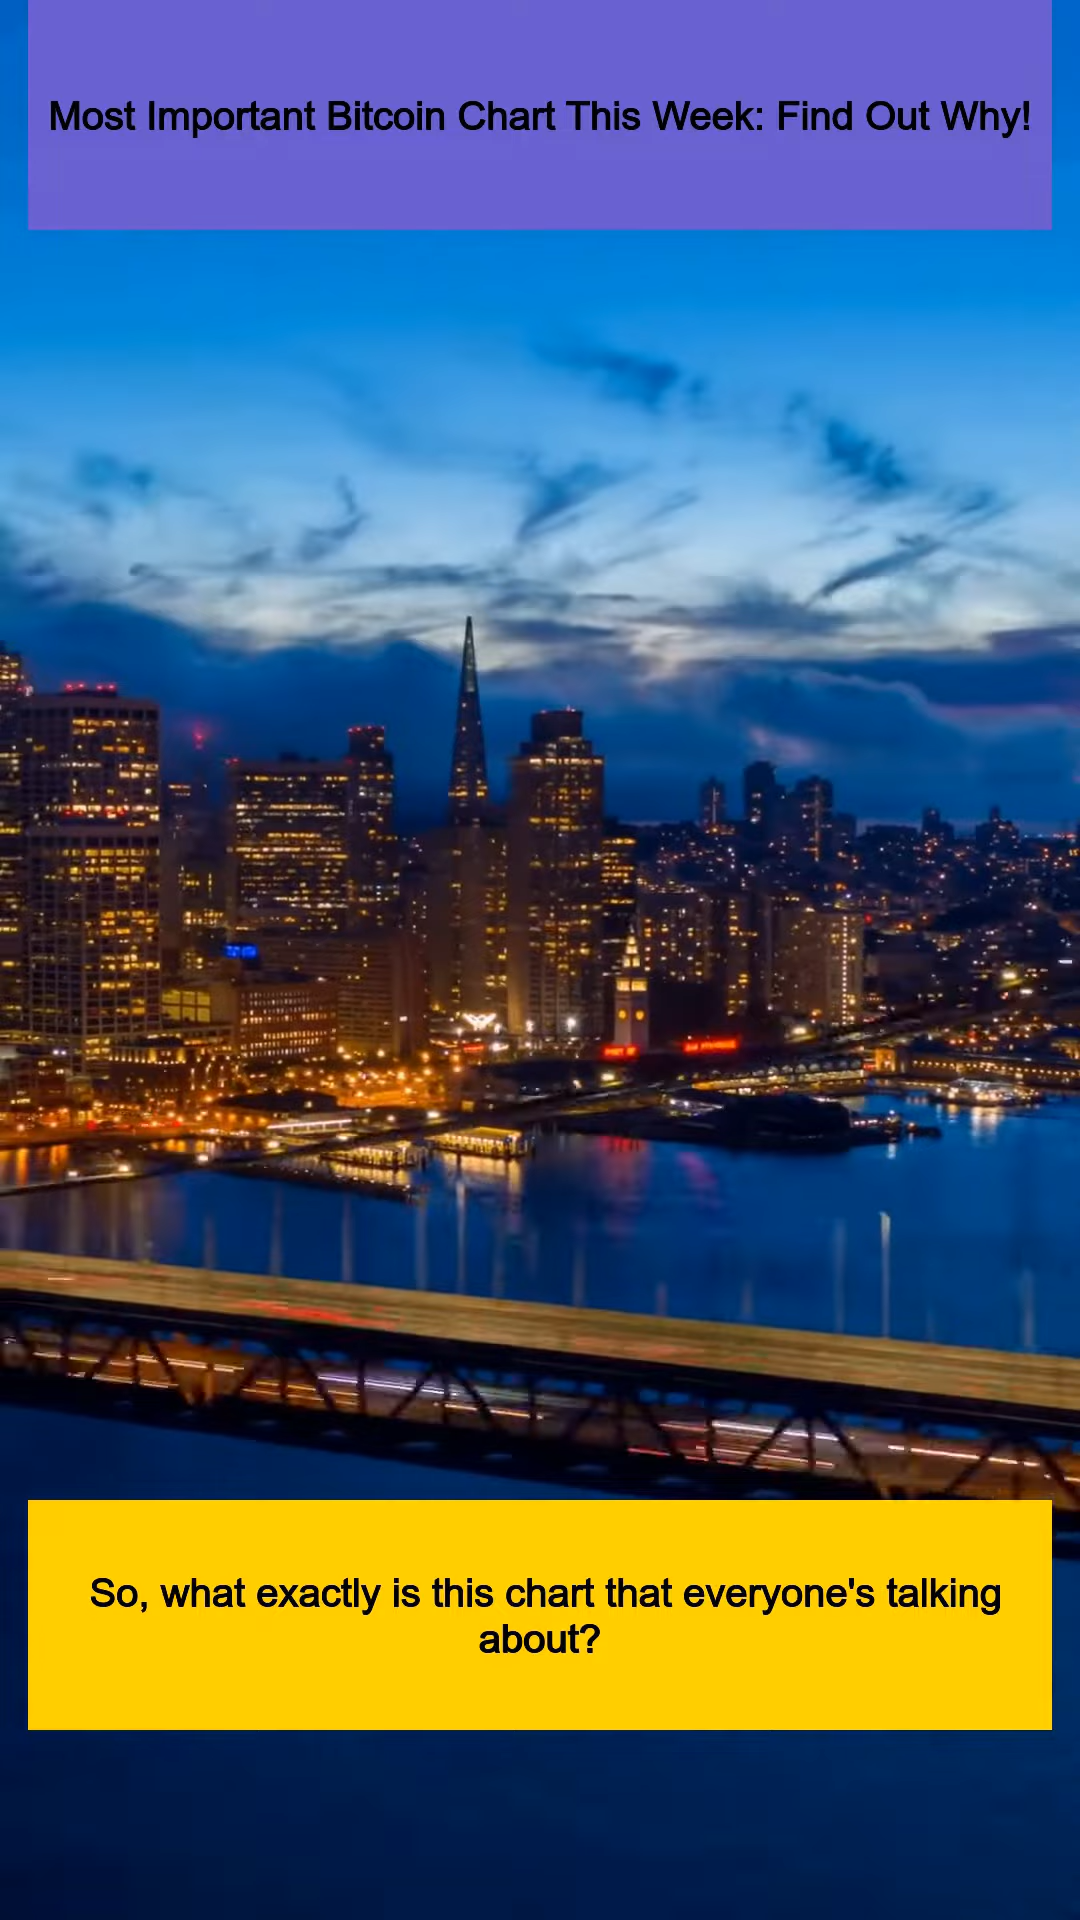 Most Important Bitcoin Chart This Week: Find Out Why!
So, what exactly is this chart that everyone's talking
about?